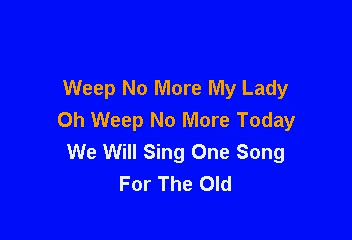 Weep No More My Lady
Oh Weep No More Today
We Will Sing One Song
For The Old